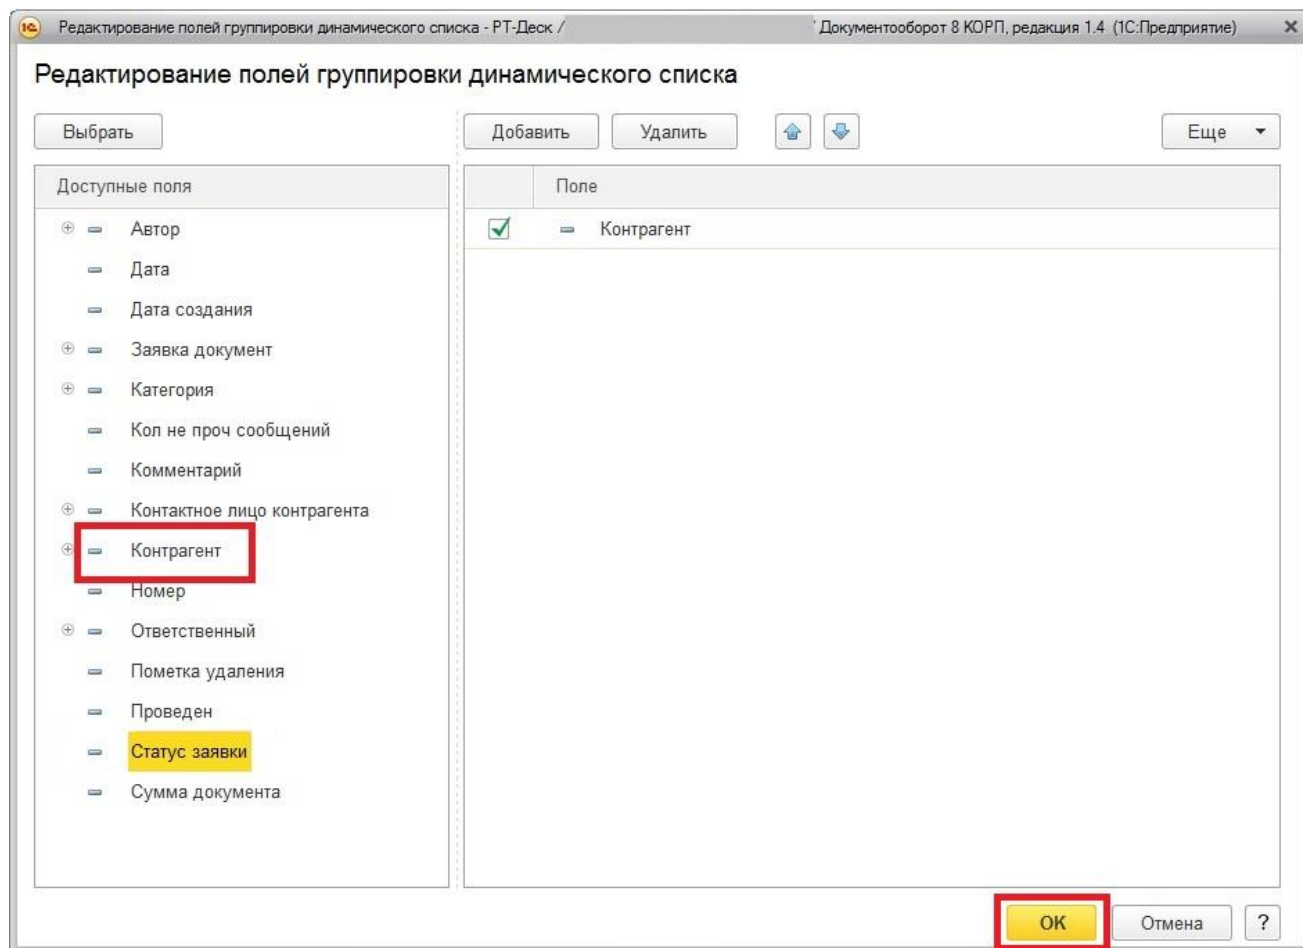 Редактирование полей группировки динамического списка - РТ-Деск / Документооборот 8 КОРП, редакция 1.4 (1С:Предприятие)
Редактирование полей группировки динамического списка
Выбрать
Добавить Удалить Еще
Доступные поля
Поле
Автор
Контрагент
Дата
Дата создания
Заявка документ
Категория
Кол не проч сообщений
Комментарий
Контактное лицо контрагента
Контрагент
Номер
Ответственный
Пометка удаления
Проведен
Статус заявки
Сумма документа
ОК Отмена ?